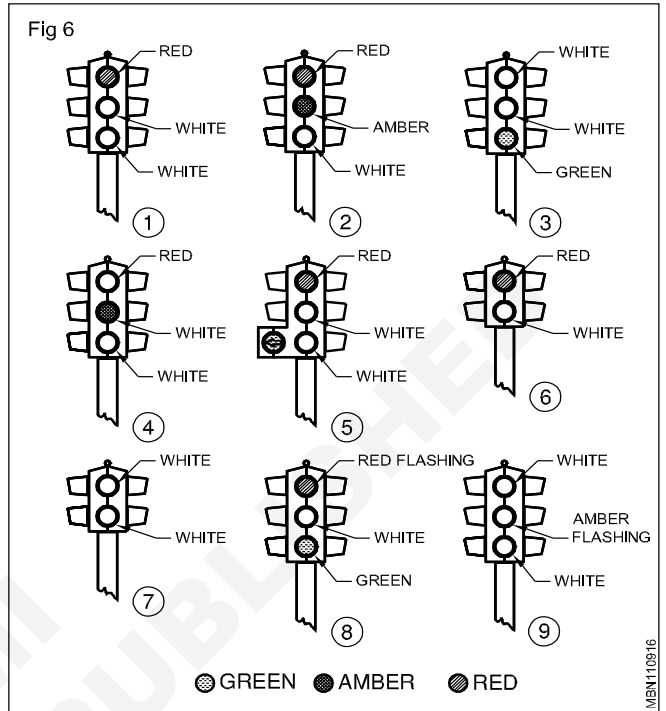 Fig 6
RED
WHITE
WHITE
1
RED
AMBER
WHITE
2
WHITE
WHITE
GREEN
3
RED
WHITE
WHITE
4
RED
WHITE
WHITE
5
RED
WHITE
6
WHITE
WHITE
7
RED FLASHING
WHITE
GREEN
8
WHITE
AMBER
FLASHING
WHITE
9
GREEN AMBER RED
MBN110916
PUBLISHED